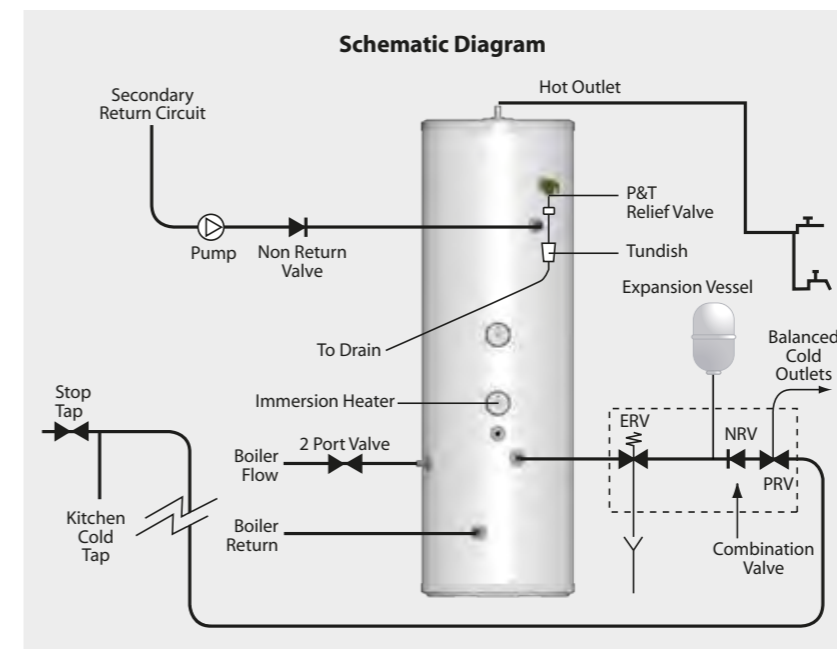 Schematic Diagram
Secondary
Return Circuit
Hot Outlet
P&T
Relief Valve
Pump
Non Return
Valve
Tundish
Expansion Vessel
To Drain
Balanced
Cold
Outlets
Stop
Tap
Immersion Heater
ERV
NRV
2 Port Valve
Boiler
Flow
PRV
Kitchen
Cold
Tap
Boiler
Return
Combination
Valve